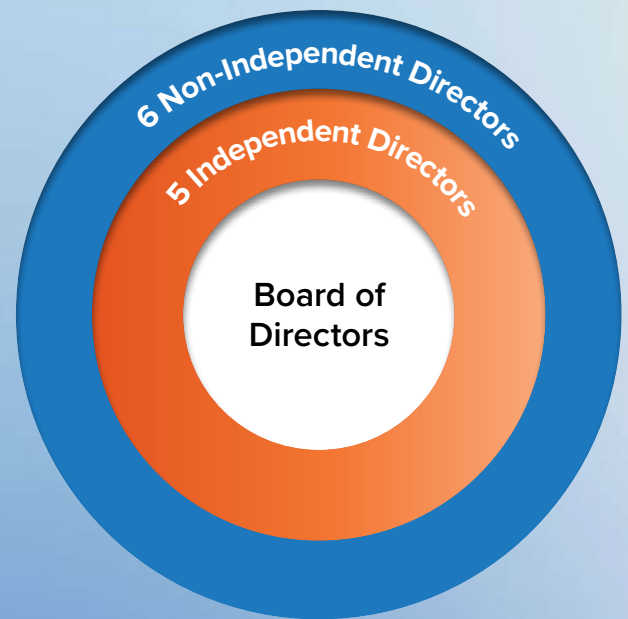 6 Non-Independent Directors
5 Independent Directors
Board of
Directors